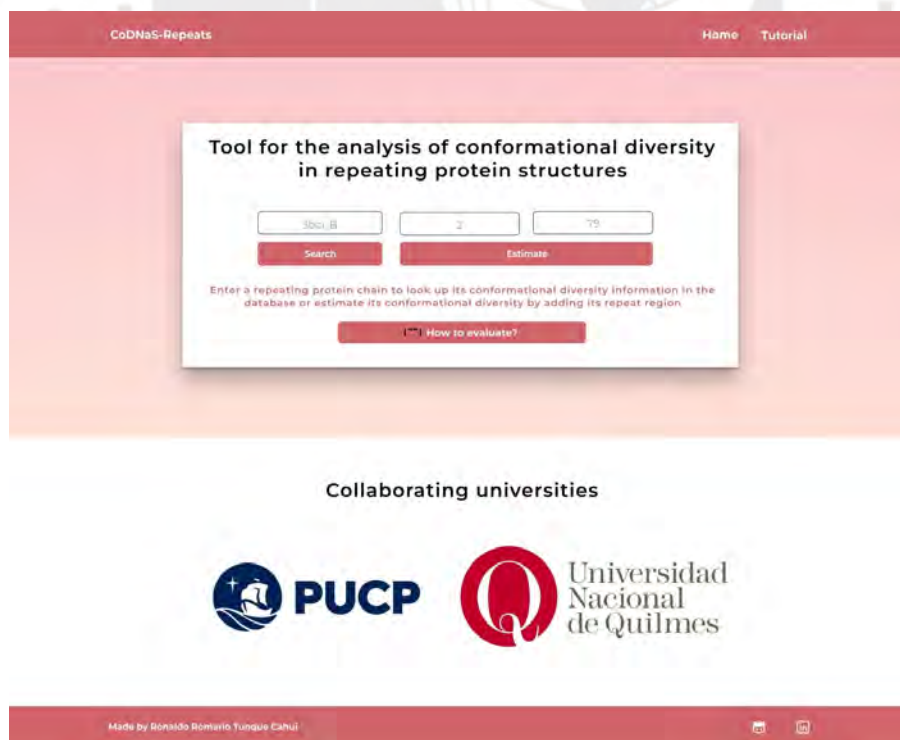 CoDNaS-Repeats
Home Tutorial
Tool for the analysis of conformational diversity
in repeating protein structures
2 79
Search Estimate
Enter a repeating protein chain to look up its conformational diversity information in the
database or estimate its conformational diversity by adding its repeat region
How to evaluate?
Collaborating universities
PUCP
Universidad
Nacional
de Quilmes
Made by Ronaldo Romario Tunque Cahui